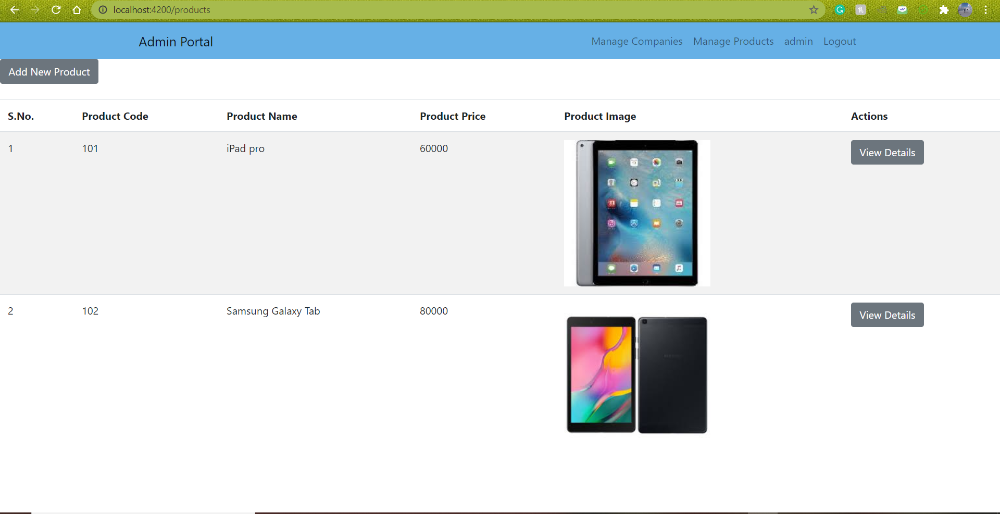 localhost:4200/products
Admin Portal Manage Companies Manage Products admin Logout
Add New Product
S.No. Product Code Product Name Product Price Product Image Actions
1 101 iPad pro 60000 View Details
2 102 Samsung Galaxy Tab 80000 View Details